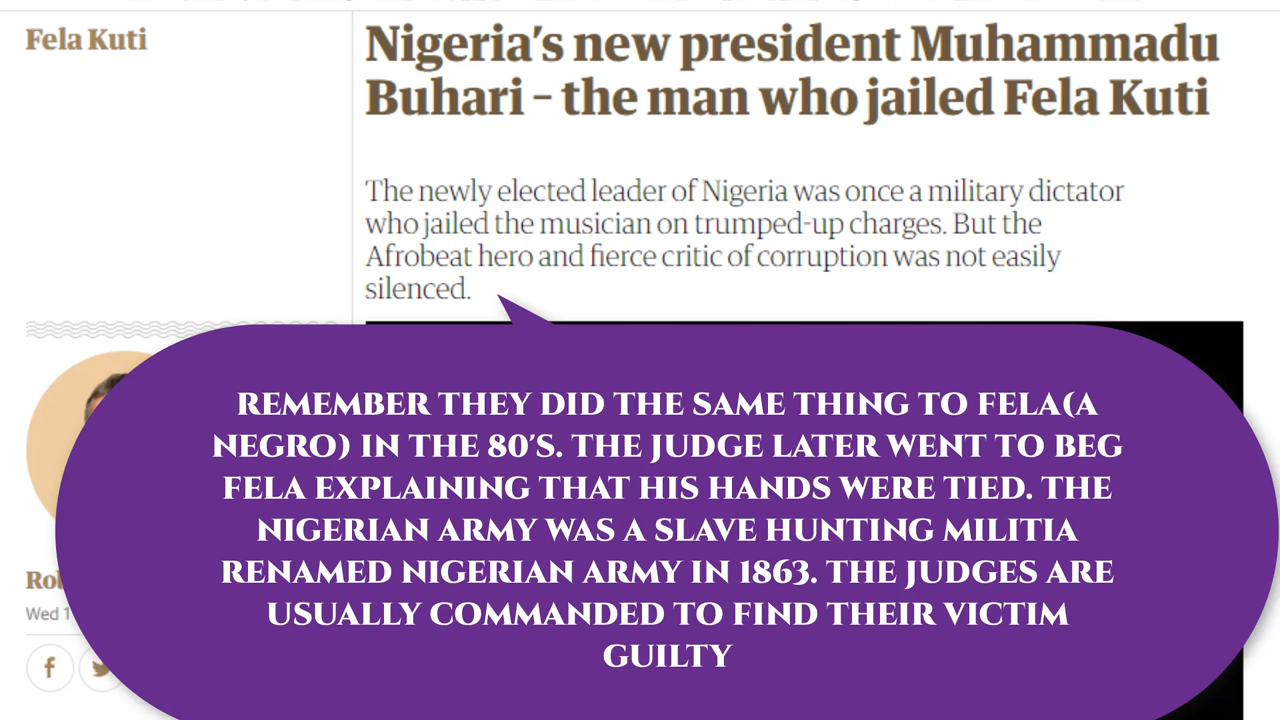 Fela Kuti
Nigeria's new president Muhammadu
Buhari – the man who jailed Fela Kuti
The newly elected leader of Nigeria was once a military dictator
who jailed the musician on trumped-up charges. But the
Afrobeat hero and fierce critic of corruption was not easily
silenced.
REMEMBER THEY DID THE SAME THING TO FELA(A
NEGRO) IN THE 80'S. THE JUDGE LATER WENT TO BEG
FELA EXPLAINING THAT HIS HANDS WERE TIED. THE
NIGERIAN ARMY WAS A SLAVE HUNTING MILITIA
RENAMED NIGERIAN ARMY IN 1863. THE JUDGES ARE
USUALLY COMMANDED TO FIND THEIR VICTIM
GUILTY
Wed